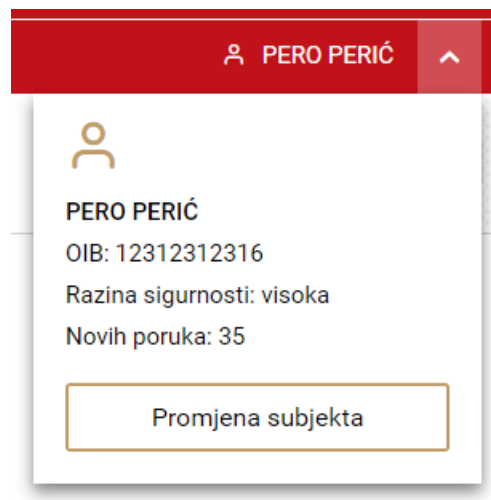 PERO PERIĆ
PERO PERIĆ
OIB: 12312312316
Razina sigurnosti: visoka
Novih poruka: 35
Promjena subjekta